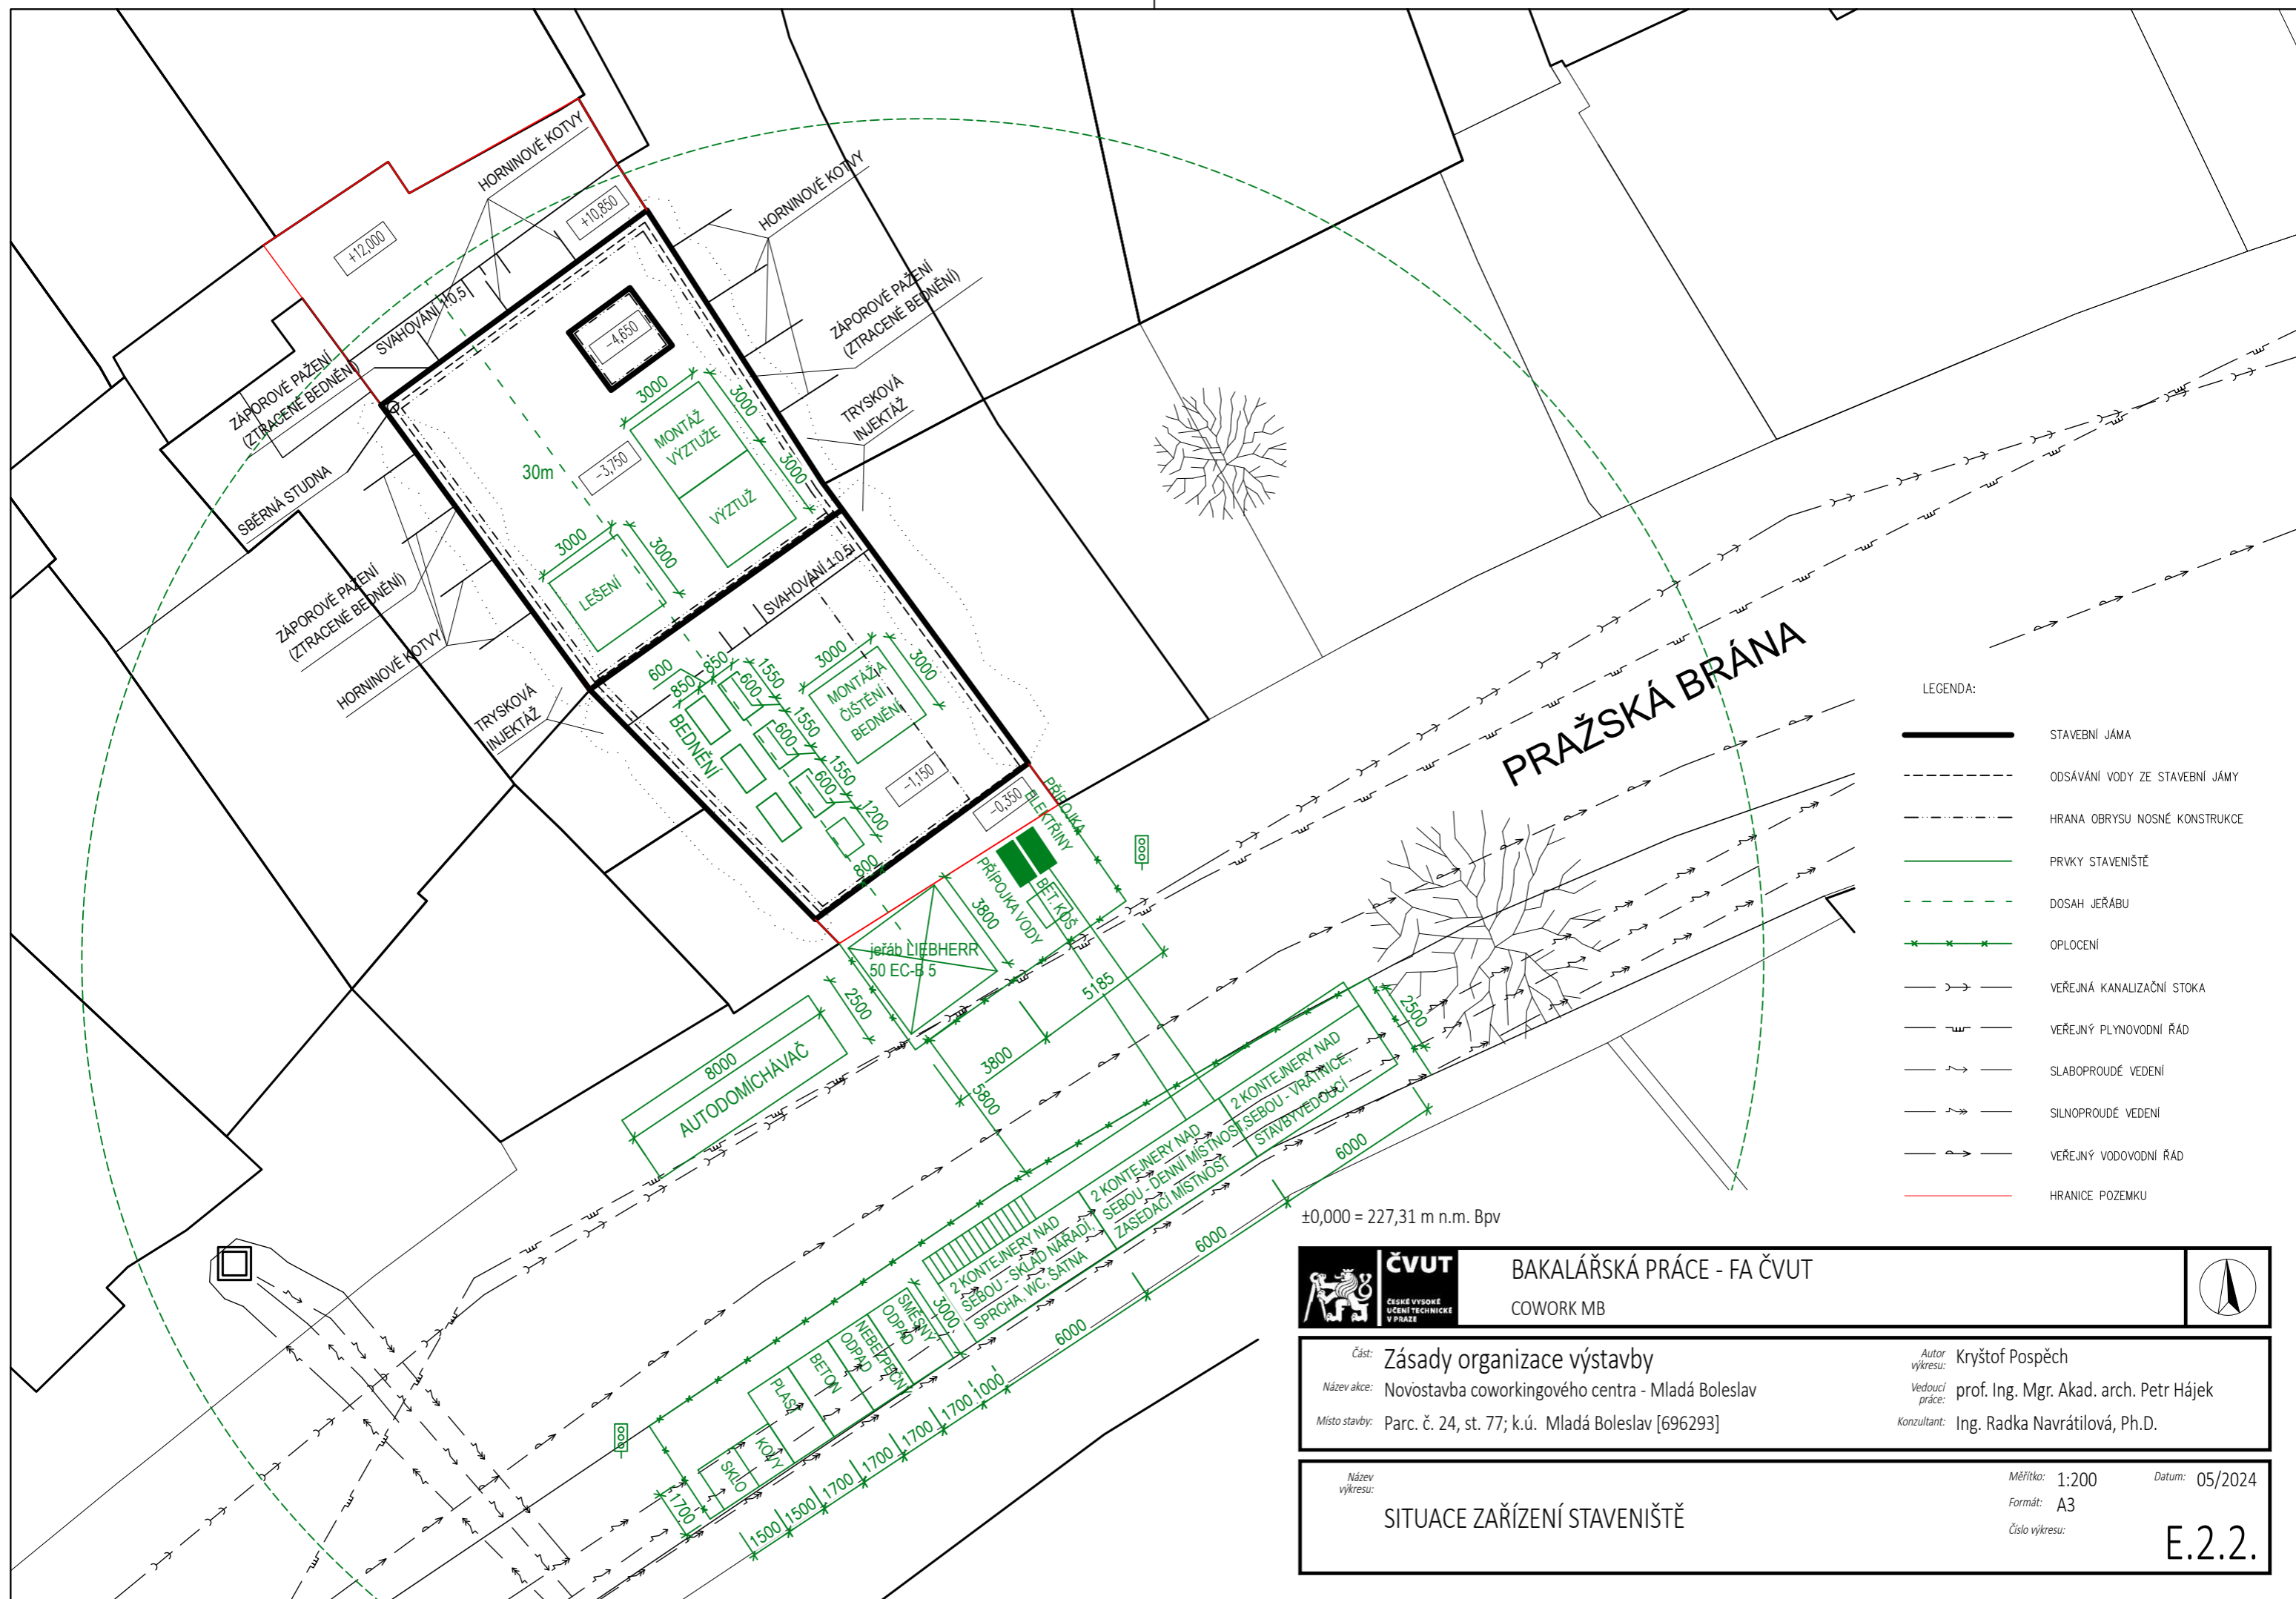 HORNINOVÉ KOTVY
HORNINOVÉ KOTVY
+12,000
+10,850
SVAHOVÁNÍ 1:0,5
ZÁPOROVÉ PAŽENÍ
(ZTRACENÉ BEDNĚNÍ)
ZÁPOROVÉ PAŽENÍ
(ZTRACENÉ BEDNĚNÍ)
TRYSKOVÁ
INJEKTÁŽ
SBĚRNÁ STUDNA
-4,650
3000
3000
3000
MONTÁŽ
VÝZTUŽE
VÝZTUŽ
30m
-3,750
3000
3000
LEŠENÍ
SVAHOVÁNÍ 1:0,5
ZÁPOROVÉ PAŽENÍ
(ZTRACENÉ BEDNĚNÍ)
HORNINOVÉ KOTVY
TRYSKOVÁ
INJEKTÁŽ
600
850
850
1550
600
1550
600
1550
600
1200
800
BEDNĚNÍ
3000
3000
MONTÁŽ/A
ČIŠTĚNÍ
BEDNĚNÍ
-1,150
-0,350
PŘÍPOJKA
ELEKTŘINY
PŘÍPOJKA VODY
BET. KOŠ
jeřáb LIEBHERR
50 EC-B 5
3800
2500
5185
3800
5800
8000
AUTODOMÍCHÁVAČ
PRAŽSKÁ BRÁNA
2500
2 KONTEJNERY NAD
SEBOU - VRÁTNICE,
STAVBYVEDOUCÍ
2 KONTEJNERY NAD
SEBOU - DENNÍ MÍSTNOST,
ZASEDACÍ MÍSTNOST
2 KONTEJNERY NAD
SEBOU - SKLAD NÁŘADÍ,
SPRCHA, WC, ŠATNA
3000
6000
6000
6000
SMĚSNÝ
ODPAD
NEBEZPEČNÝ
ODPAD
BETON
PLAST
KOVY
SKLO
1700
1500
1500
1700
1700
1700
1700
1000
LEGENDA:
STAVEBNÍ JÁMA
ODSÁVÁNÍ VODY ZE STAVEBNÍ JÁMY
HRANA OBRYSU NOSNÉ KONSTRUKCE
PRVKY STAVENIŠTĚ
DOSAH JEŘÁBU
OPLOCENÍ
VEŘEJNÁ KANALIZAČNÍ STOKA
VEŘEJNÝ PLYNOVODNÍ ŘÁD
SLABOPROUDÉ VEDENÍ
SILNOPROUDÉ VEDENÍ
VEŘEJNÝ VODOVODNÍ ŘÁD
HRANICE POZEMKU
±0,000 = 227,31 m n.m. Bpv
ČVUT
ČESKÉ VYSOKÉ
UČENÍ TECHNICKÉ
V PRAZE
BAKALÁŘSKÁ PRÁCE - FA ČVUT
COWORK MB
Část: Zásady organizace výstavby
Název akce: Novostavba coworkingového centra - Mladá Boleslav
Místo stavby: Parc. č. 24, st. 77; k.ú. Mladá Boleslav [696293]
Autor výkresu: Kryštof Pospěch
Vedoucí práce: prof. Ing. Mgr. Akad. arch. Petr Hájek
Konzultant: Ing. Radka Navrátilová, Ph.D.
Název výkresu:
SITUACE ZAŘÍZENÍ STAVENIŠTĚ
Měřítko: 1:200
Datum: 05/2024
Formát: A3
Číslo výkresu:
E.2.2.